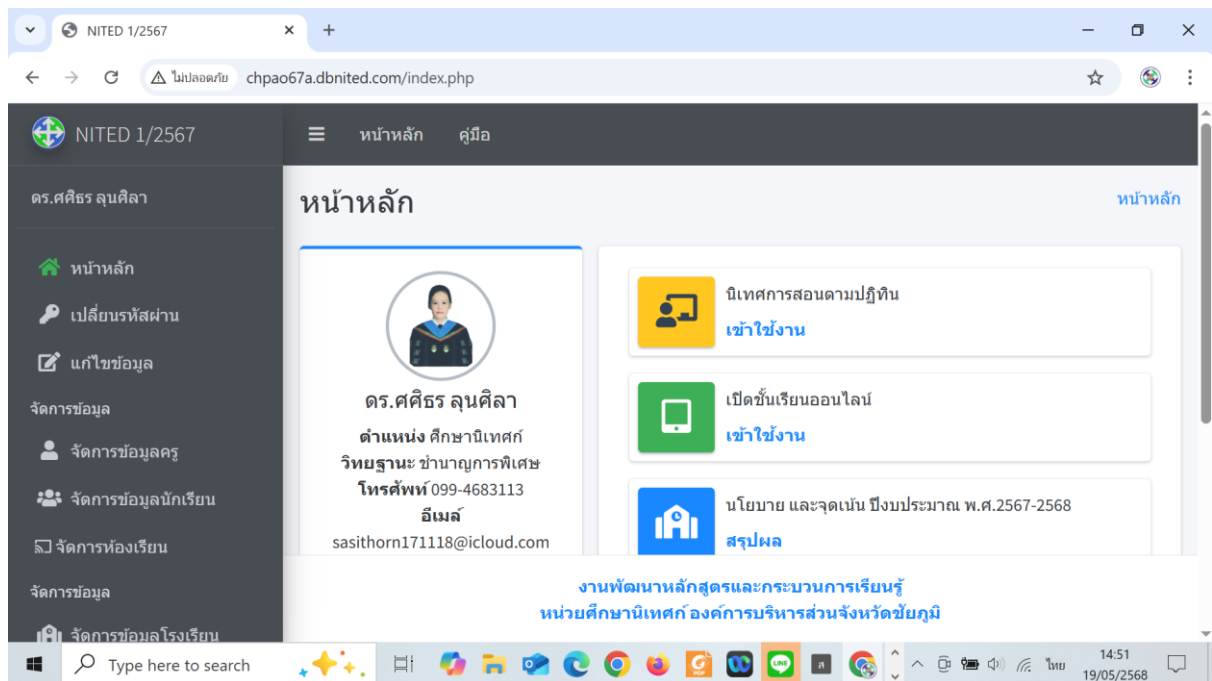 NITED 1/2567
ไม่ปลอดภัย chpao67a.dbnited.com/index.php
NITED 1/2567
หน้าหลัก คู่มือ
ดร.ศศิธร ลุนศิลา
หน้าหลัก
เปลี่ยนรหัสผ่าน
แก้ไขข้อมูล
จัดการข้อมูล
จัดการข้อมูลครู
จัดการข้อมูลนักเรียน
จัดการห้องเรียน
จัดการข้อมูล
จัดการข้อมูลโรงเรียน
หน้าหลัก
หน้าหลัก
ดร.ศศิธร ลุนศิลา
ตำแหน่ง ศึกษานิเทศก์
วิทยฐานะ ชำนาญการพิเศษ
โทรศัพท์ 099-4683113
อีเมล์
sasithorn171118@icloud.com
นิเทศการสอนตามปฏิทิน
เข้าใช้งาน
เปิดชั้นเรียนออนไลน์
เข้าใช้งาน
นโยบาย และจุดเน้น ปีงบประมาณ พ.ศ.2567-2568
สรุปผล
งานพัฒนาหลักสูตรและกระบวนการเรียนรู้
หน่วยศึกษานิเทศก์ องค์การบริหารส่วนจังหวัดชัยภูมิ
Type here to search
LINE
ส
ไทย
14:51
19/05/2568